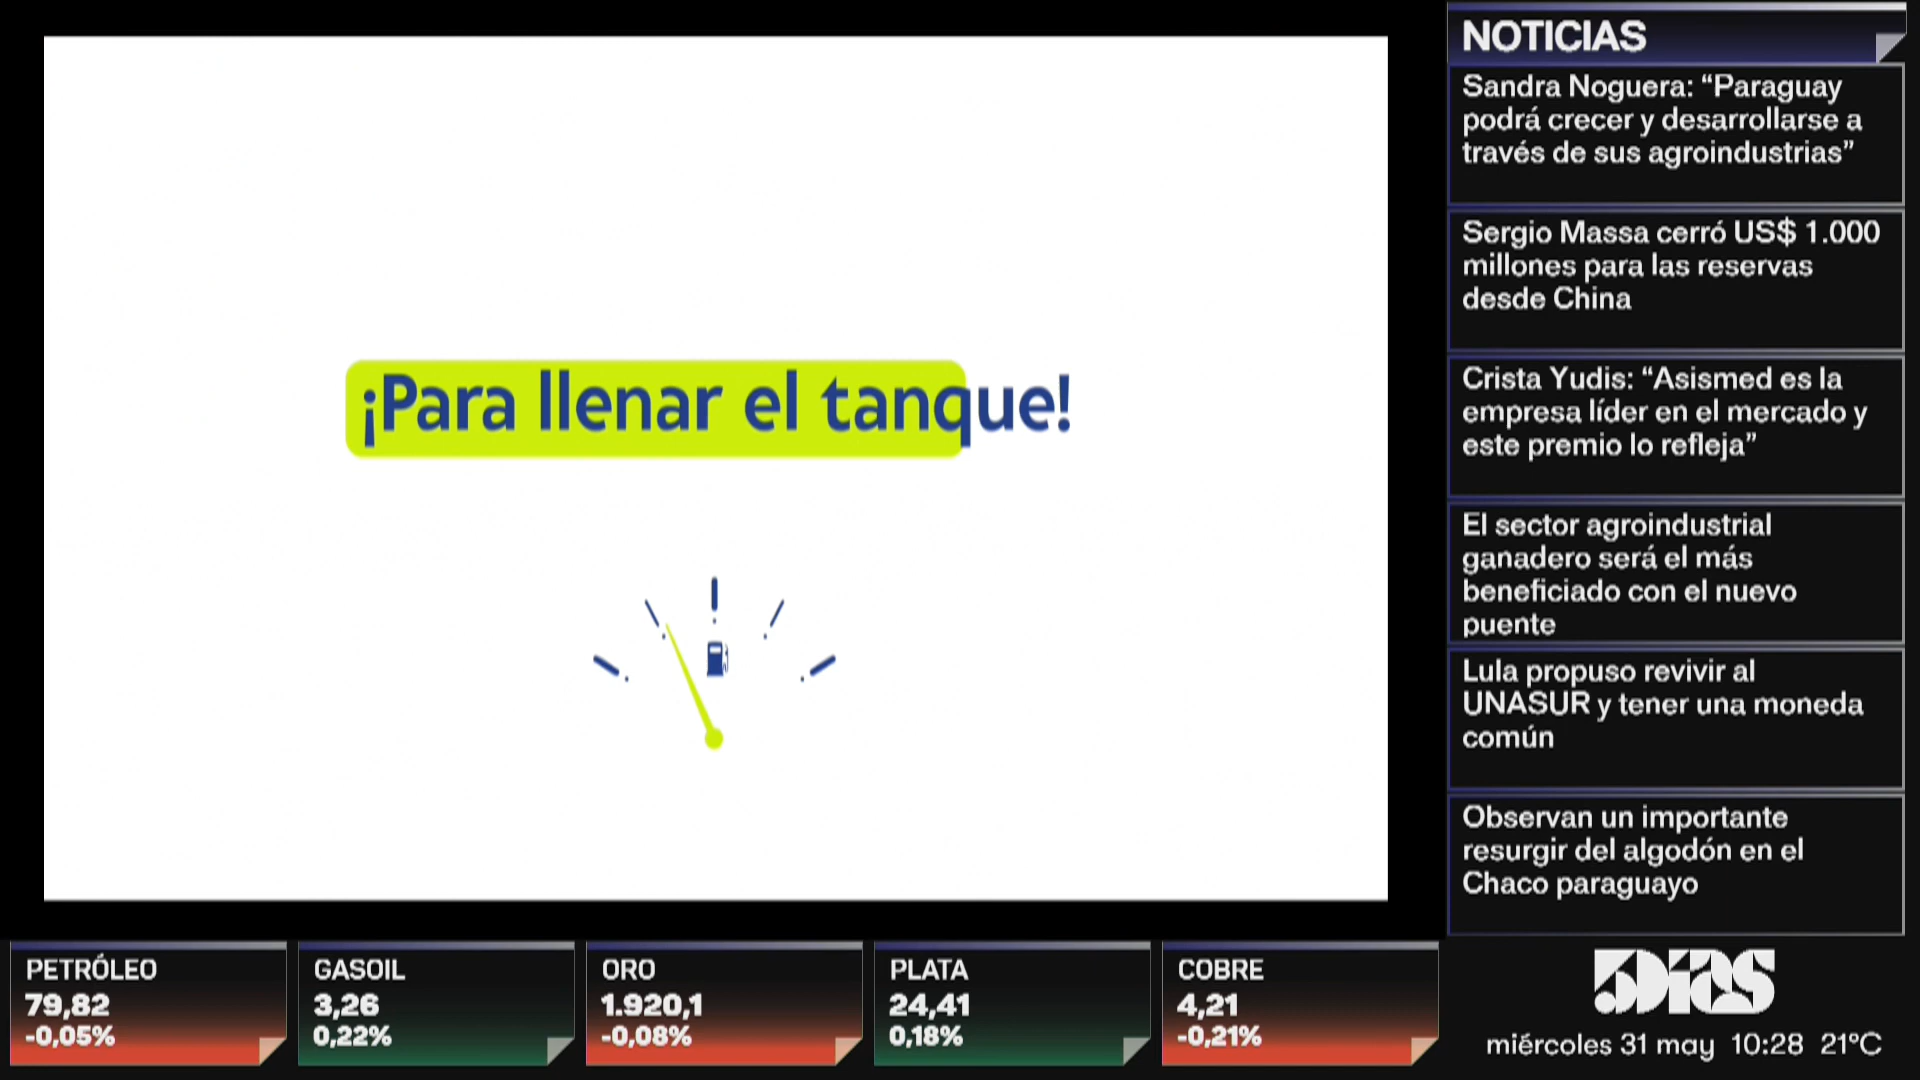 ¡Para llenar el tanque!
NOTICIAS
Sandra Noguera: “Paraguay
podrá crecer y desarrollarse a
través de sus agroindustrias”
Sergio Massa cerró US$ 1.000
millones para las reservas
desde China
Crista Yudis: “Asismed es la
empresa líder en el mercado y
este premio lo refleja”
El sector agroindustrial
ganadero será el más
beneficiado con el nuevo
puente
Lula propuso revivir al
UNASUR y tener una moneda
común
Observan un importante
resurgir del algodón en el
Chaco paraguayo
PETRÓLEO
79,82
-0,05%
GASOIL
3,26
0,22%
ORO
1.920,1
-0,08%
PLATA
24,41
0,18%
COBRE
4,21
-0,21%
5DÍAS
miércoles 31 may 10:28 21°C